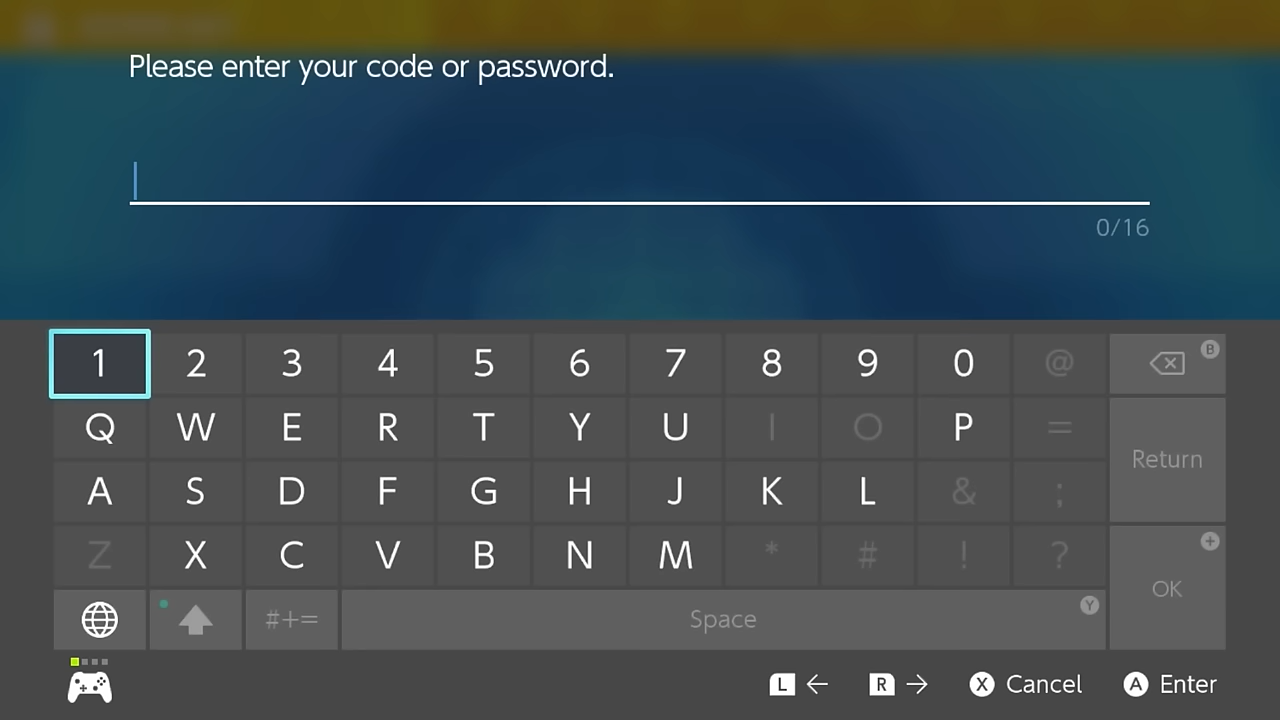 Please enter your code or password.
0/16
1 2 3 4 5 6 7 8 9 0 @ B
Q W E R T Y U I O P =
Return
A S D F G H J K L & ;
Z X C V B N M * # ! ? +
OK
#+= Space Y
L ← R → X Cancel A Enter